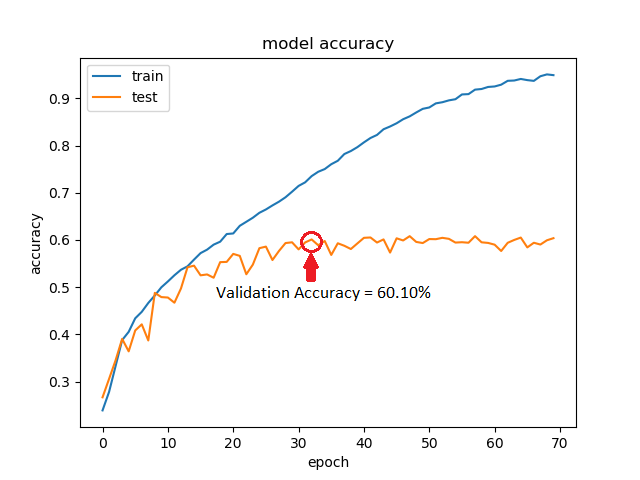 model accuracy
train
test
0.9
0.8
0.7
0.6
0.5
0.4
0.3
accuracy
Validation Accuracy = 60.10%
0 10 20 30 40 50 60 70
epoch